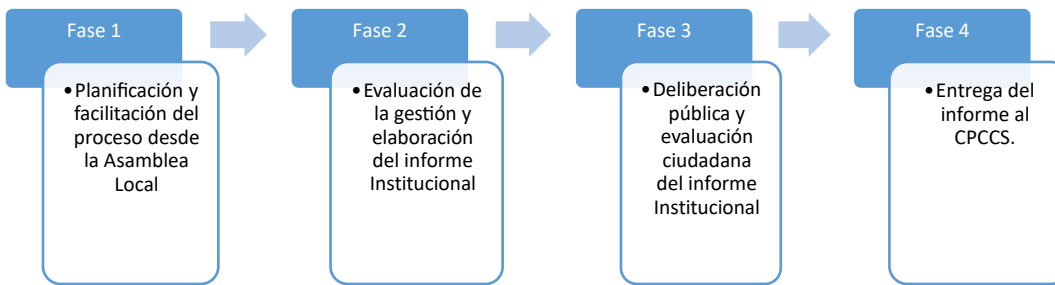 Fase 1
•Planificación y
facilitación del
proceso desde
la Asamblea
Local
Fase 2
•Evaluación de
la gestión y
elaboración
del informe
Institucional
Fase 3
•Deliberación
pública y
evaluación
ciudadana
del informe
Institucional
Fase 4
•Entrega del
informe al
CPCCS.